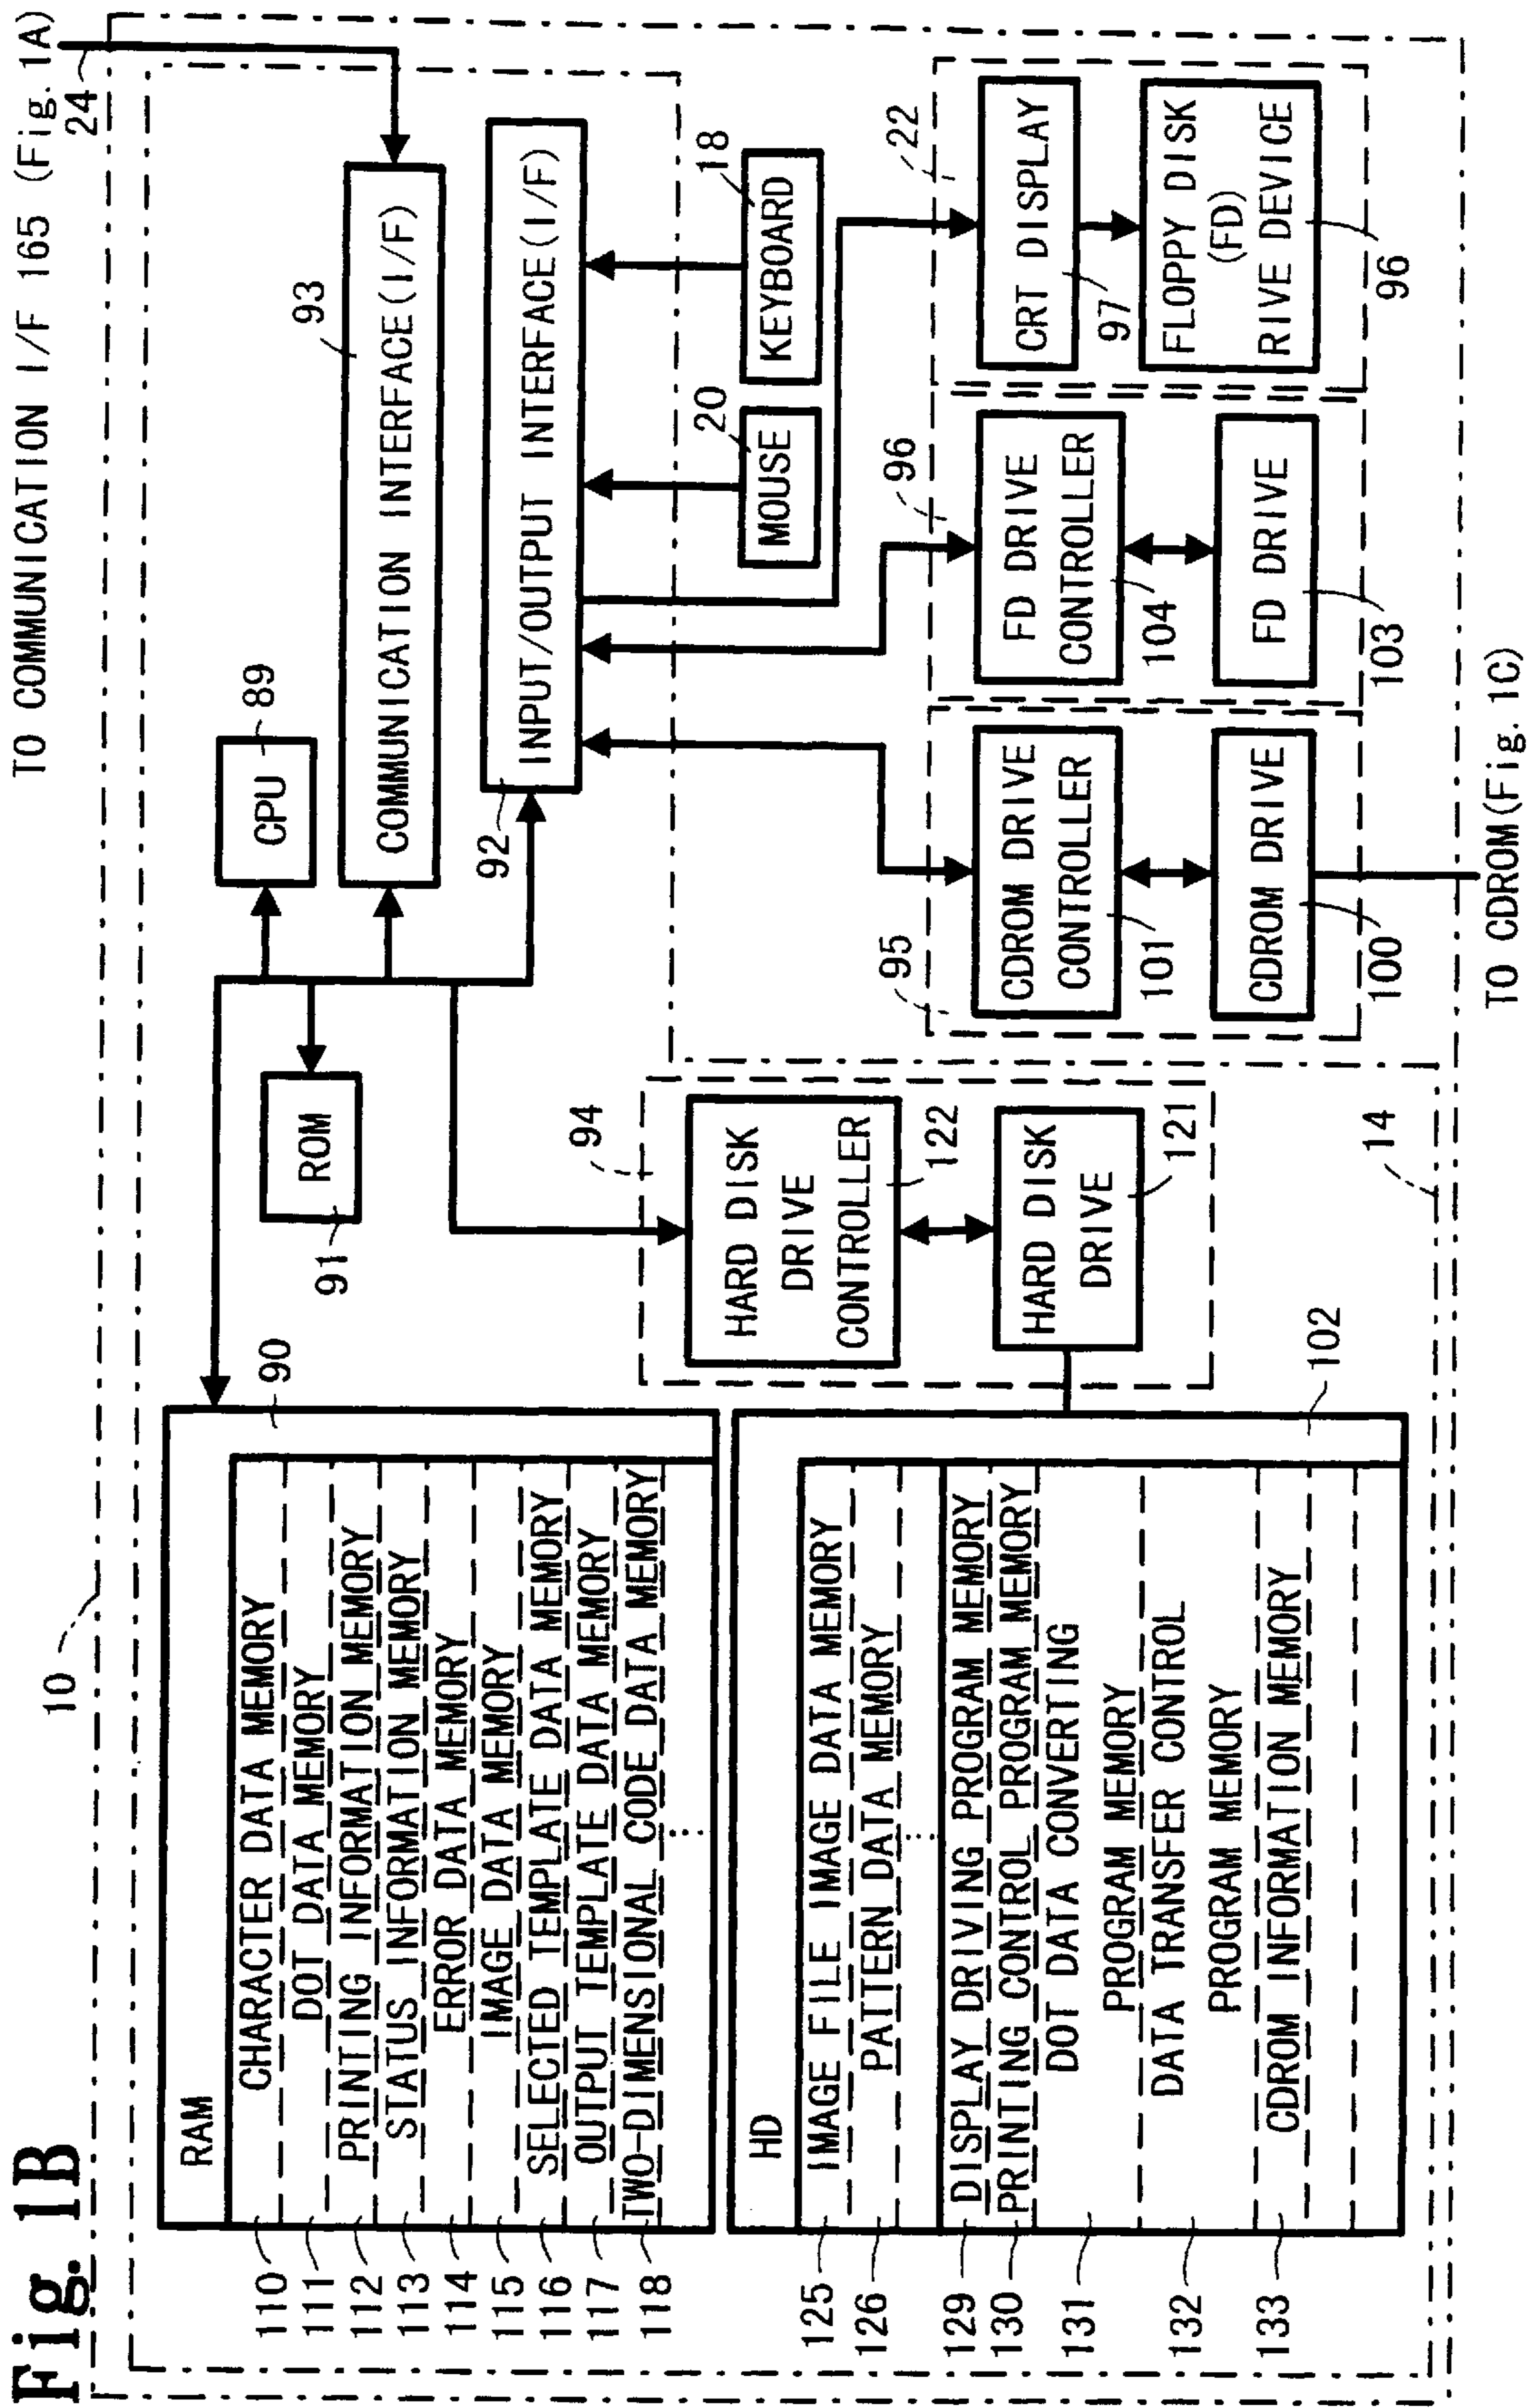 Fig. 1B
TO COMMUNICATION I/F 165 (Fig. 1A)
24
10
RAM
90
CHARACTER DATA MEMORY
DOT DATA MEMORY
PRINTING INFORMATION MEMORY
STATUS INFORMATION MEMORY
ERROR DATA MEMORY
IMAGE DATA MEMORY
SELECTED TEMPLATE DATA MEMORY
OUTPUT TEMPLATE DATA MEMORY
TWO-DIMENSIONAL CODE DATA MEMORY
110
111
112
113
114
115
116
117
118
HD
102
IMAGE FILE IMAGE DATA MEMORY
PATTERN DATA MEMORY
DISPLAY DRIVING PROGRAM MEMORY
PRINTING CONTROL PROGRAM MEMORY
DOT DATA CONVERTING
PROGRAM MEMORY
DATA TRANSFER CONTROL
PROGRAM MEMORY
CDROM INFORMATION MEMORY
125
126
129
130
131
132
133
ROM
91
CPU
89
93
COMMUNICATION INTERFACE(I/F)
92
INPUT/OUTPUT INTERFACE(I/F)
94
HARD DISK
DRIVE
CONTROLLER
122
HARD DISK
DRIVE
121
14
MOUSE
20
KEYBOARD
18
95
CDROM DRIVE
CONTROLLER
101
CDROM DRIVE
100
96
FD DRIVE
CONTROLLER
104
FD DRIVE
103
22
CRT DISPLAY
97
FLOPPY DISK
(FD)
RIVE DEVICE
96
TO CDROM(Fig. 1C)